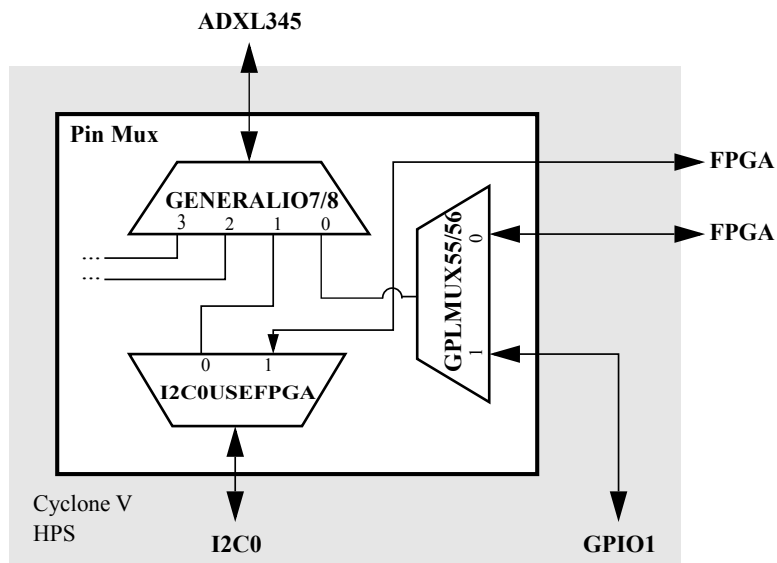 ADXL345
Pin Mux
FPGA
GENERALIO7/8
3 2 1 0
FPGA
GPLMUX55/56
0
1
...
...
0 1
I2C0USEFPGA
Cyclone V
HPS
I2C0
GPIO1